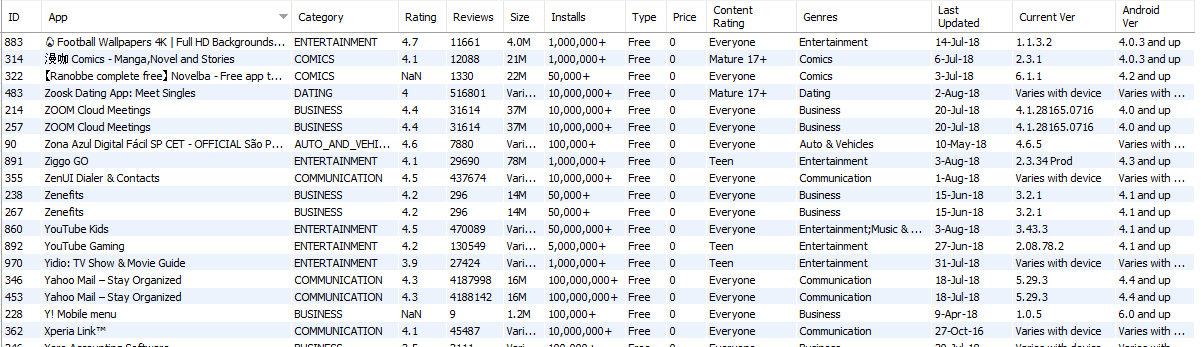 ID App Category Rating Reviews Size Installs Type Price Content Rating Genres Last Updated Current Ver Android Ver
883 Football Wallpapers 4K | Full HD Backgrounds... ENTERTAINMENT 4.7 11661 4.0M 1,000,000+ Free 0 Everyone Entertainment 14-Jul-18 1.1.3.2 4.0.3 and up
314 漫咖 Comics - Manga,Novel and Stories COMICS 4.1 12088 21M 1,000,000+ Free 0 Mature 17+ Comics 6-Jul-18 2.3.1 4.0.3 and up
322 【Ranobbe complete free】 Novelba - Free app t... COMICS NaN 1330 22M 50,000+ Free 0 Everyone Comics 3-Jul-18 6.1.1 4.2 and up
483 Zoosk Dating App: Meet Singles DATING 4 516801 Vari... 10,000,000+ Free 0 Mature 17+ Dating 2-Aug-18 Varies with device Varies with ...
214 ZOOM Cloud Meetings BUSINESS 4.4 31614 37M 10,000,000+ Free 0 Everyone Business 20-Jul-18 4.1.28165.0716 4.0 and up
257 ZOOM Cloud Meetings BUSINESS 4.4 31614 37M 10,000,000+ Free 0 Everyone Business 20-Jul-18 4.1.28165.0716 4.0 and up
90 Zona Azul Digital Fácil SP CET - OFFICIAL São P... AUTO_AND_VEHI... 4.6 7880 Vari... 100,000+ Free 0 Everyone Auto & Vehicles 10-May-18 4.6.5 Varies with ...
891 Ziggo GO ENTERTAINMENT 4.1 29690 78M 1,000,000+ Free 0 Teen Entertainment 3-Aug-18 2.3.34 Prod 4.3 and up
355 ZenUI Dialer & Contacts COMMUNICATION 4.5 437674 Vari... 10,000,000+ Free 0 Everyone Communication 1-Aug-18 Varies with device Varies with ...
238 Zenefits BUSINESS 4.2 296 14M 50,000+ Free 0 Everyone Business 15-Jun-18 3.2.1 4.1 and up
267 Zenefits BUSINESS 4.2 296 14M 50,000+ Free 0 Everyone Business 15-Jun-18 3.2.1 4.1 and up
860 YouTube Kids ENTERTAINMENT 4.5 470089 Vari... 50,000,000+ Free 0 Everyone Entertainment;Music & ... 3-Aug-18 3.43.3 4.1 and up
892 YouTube Gaming ENTERTAINMENT 4.2 130549 Vari... 5,000,000+ Free 0 Teen Entertainment 27-Jun-18 2.08.78.2 4.1 and up
970 Yidio: TV Show & Movie Guide ENTERTAINMENT 3.9 27424 Vari... 1,000,000+ Free 0 Teen Entertainment 31-Jul-18 Varies with device Varies with ...
346 Yahoo Mail – Stay Organized COMMUNICATION 4.3 4187998 16M 100,000,000+ Free 0 Everyone Communication 18-Jul-18 5.29.3 4.4 and up
453 Yahoo Mail – Stay Organized COMMUNICATION 4.3 4188142 16M 100,000,000+ Free 0 Everyone Communication 18-Jul-18 5.29.3 4.4 and up
228 Y! Mobile menu BUSINESS NaN 9 1.2M 100,000+ Free 0 Everyone Business 9-Apr-18 1.0.5 6.0 and up
362 Xperia Link™ COMMUNICATION 4.1 45487 Vari... 10,000,000+ Free 0 Everyone Communication 27-Oct-16 Varies with device Varies with ...